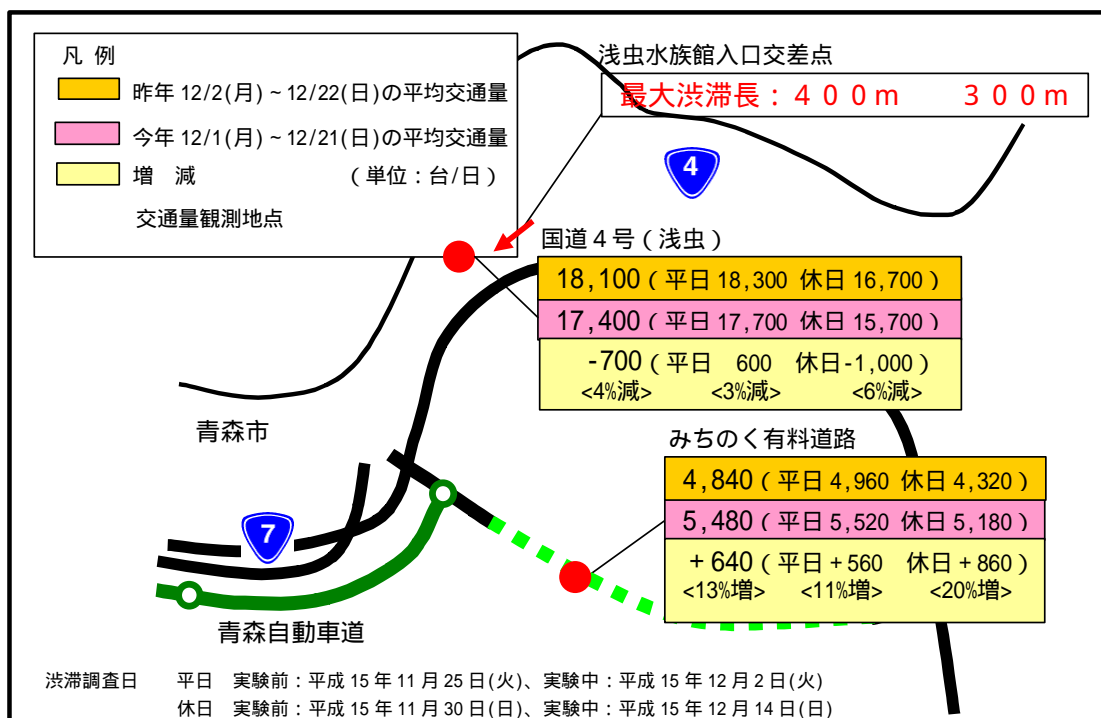 凡 例
昨年 12/2(月) ~ 12/22(日)の平均交通量
今年 12/1(月) ~ 12/21(日)の平均交通量
増 減 (単位:台/日)
交通量観測地点
浅虫水族館入口交差点
最大渋滞長:400m 300m
4
国道4号(浅虫)
18,100(平日 18,300 休日 16,700)
17,400(平日 17,700 休日 15,700)
-700(平日 600 休日-1,000)
<4%減> <3%減> <6%減>
青森市
みちのく有料道路
4,840(平日 4,960 休日 4,320)
5,480(平日 5,520 休日 5,180)
+640(平日+560 休日+860)
<13%増> <11%増> <20%増>
7
青森自動車道
渋滞調査日 平日 実験前:平成 15 年 11 月 25 日(火)、実験中:平成 15 年 12 月 2 日(火)
休日 実験前:平成 15 年 11 月 30 日(日)、実験中:平成 15 年 12 月 14 日(日)